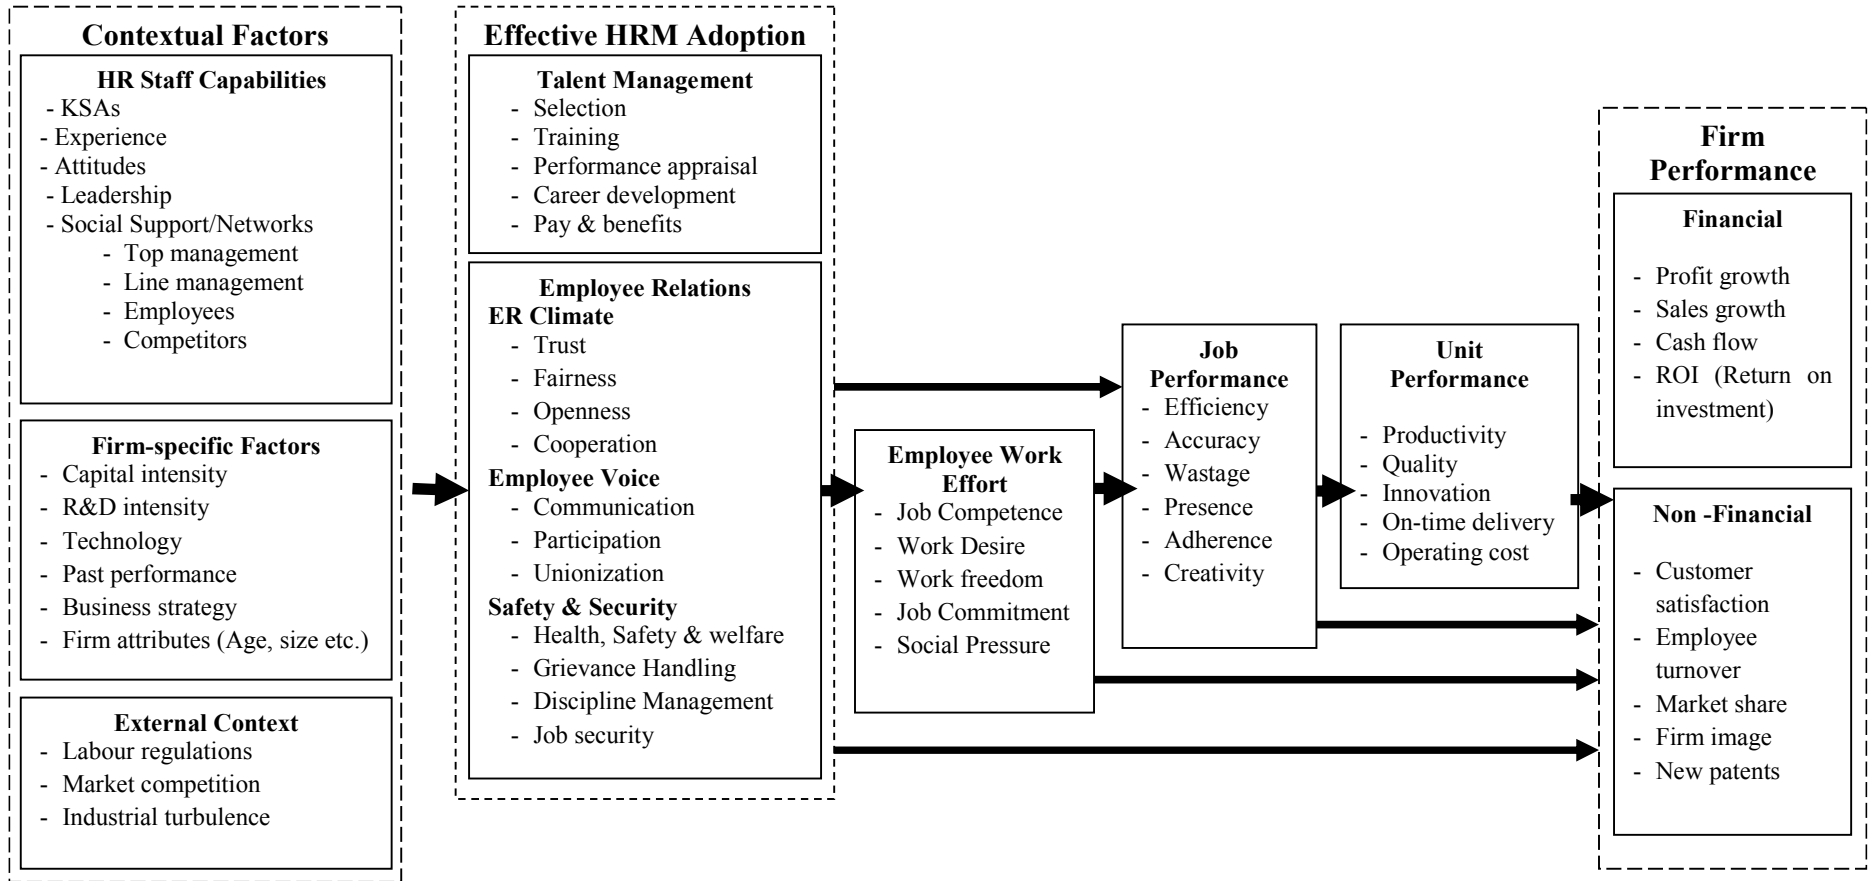 Contextual Factors
HR Staff Capabilities
- KSAs
- Experience
- Attitudes
- Leadership
- Social Support/Networks
- Top management
- Line management
- Employees
- Competitors
Firm-specific Factors
- Capital intensity
- R&D intensity
- Technology
- Past performance
- Business strategy
- Firm attributes (Age, size etc.)
External Context
- Labour regulations
- Market competition
- Industrial turbulence
Effective HRM Adoption
Talent Management
- Selection
- Training
- Performance appraisal
- Career development
- Pay & benefits
Employee Relations
ER Climate
- Trust
- Fairness
- Openness
- Cooperation
Employee Voice
- Communication
- Participation
- Unionization
Safety & Security
- Health, Safety & welfare
- Grievance Handling
- Discipline Management
- Job security
Employee Work
Effort
- Job Competence
- Work Desire
- Work freedom
- Job Commitment
- Social Pressure
Job
Performance
- Efficiency
- Accuracy
- Wastage
- Presence
- Adherence
- Creativity
Unit
Performance
- Productivity
- Quality
- Innovation
- On-time delivery
- Operating cost
Firm
Performance
Financial
- Profit growth
- Sales growth
- Cash flow
- ROI (Return on
investment)
Non -Financial
- Customer
satisfaction
- Employee
turnover
- Market share
- Firm image
- New patents